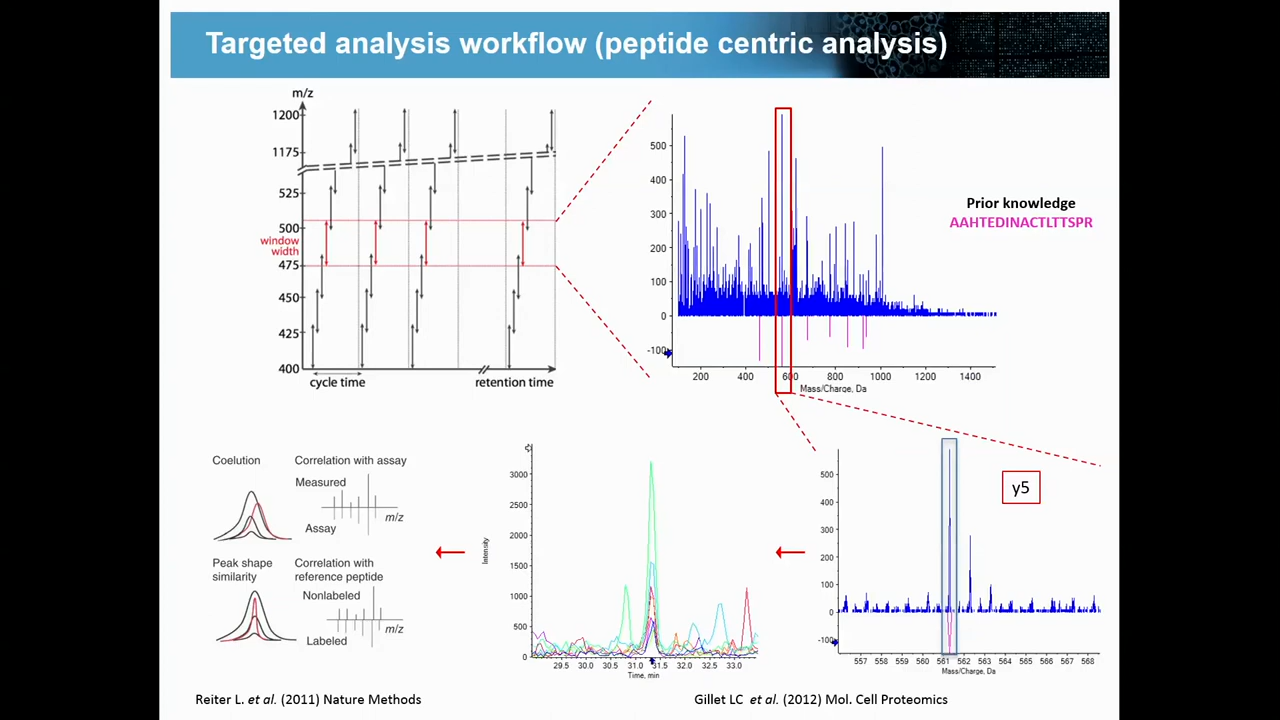 Targeted analysis workflow (peptide centric analysis)
m/z
1200
1175
525
500
window
width
475
450
425
400
cycle time
retention time
500
400
300
200
100
0
-100
200
400
600
800
1000
1200
1400
Mass/Charge, Da
Prior knowledge
AAHTEDINACTLTTSPR
Coelution
Correlation with assay
Measured
m/z
Assay
Peak shape
similarity
Correlation with
reference peptide
Nonlabeled
m/z
Labeled
Intensity
3000
2500
2000
1500
1000
500
0
29.5
30.0
30.5
31.0
31.5
32.0
32.5
33.0
Time, min
y5
500
400
300
200
100
0
-100
557
558
559
560
561
562
563
564
565
566
567
568
Mass/Charge, Da
Reiter L. et al. (2011) Nature Methods
Gillet LC et al. (2012) Mol. Cell Proteomics